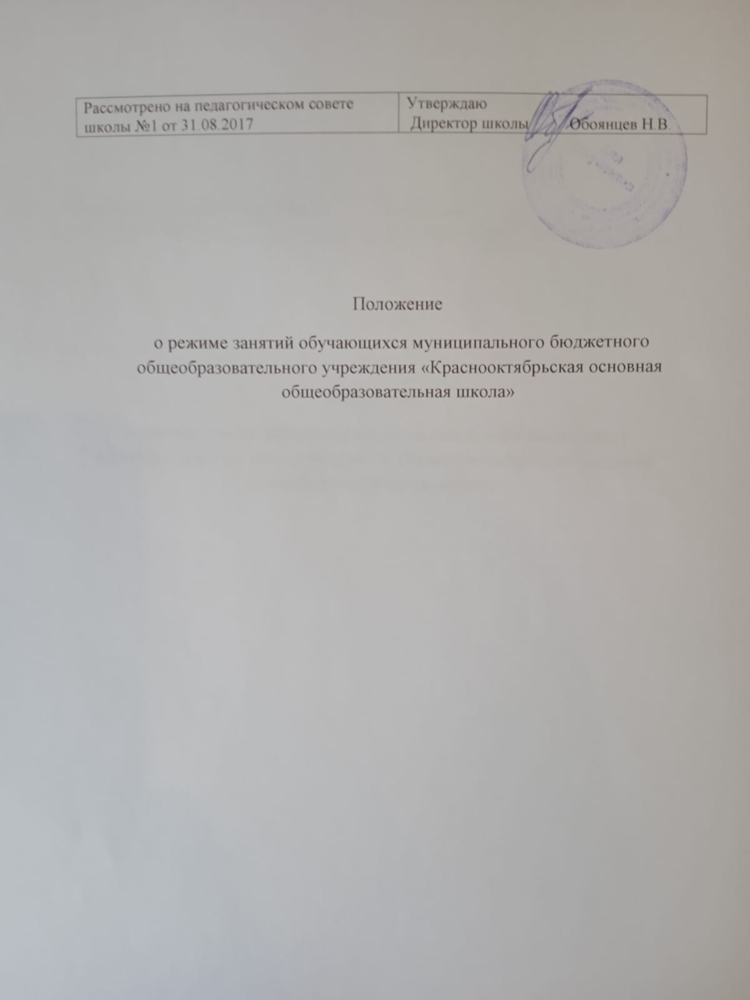 Рассмотрено на педагогическом совете
школы №1 от 31.08.2017
Утверждаю
Директор школы Обоянцев Н.В.
Положение
о режиме занятий обучающихся муниципального бюджетного
общеобразовательного учреждения «Краснооктябрьская основная
общеобразовательная школа»